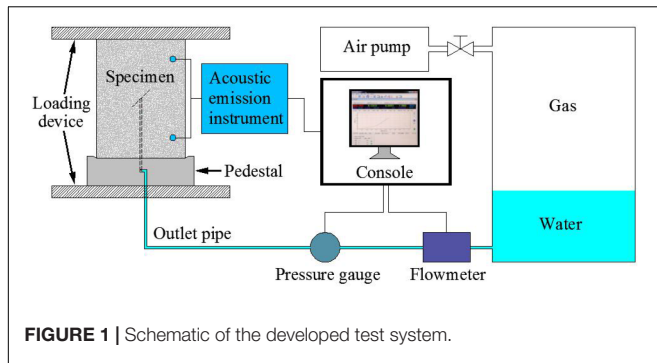 Specimen
Loading
device
Acoustic
emission
instrument
Air pump
Gas
Console
Pedestal
Water
Outlet pipe
Pressure gauge
Flowmeter
FIGURE 1 | Schematic of the developed test system.